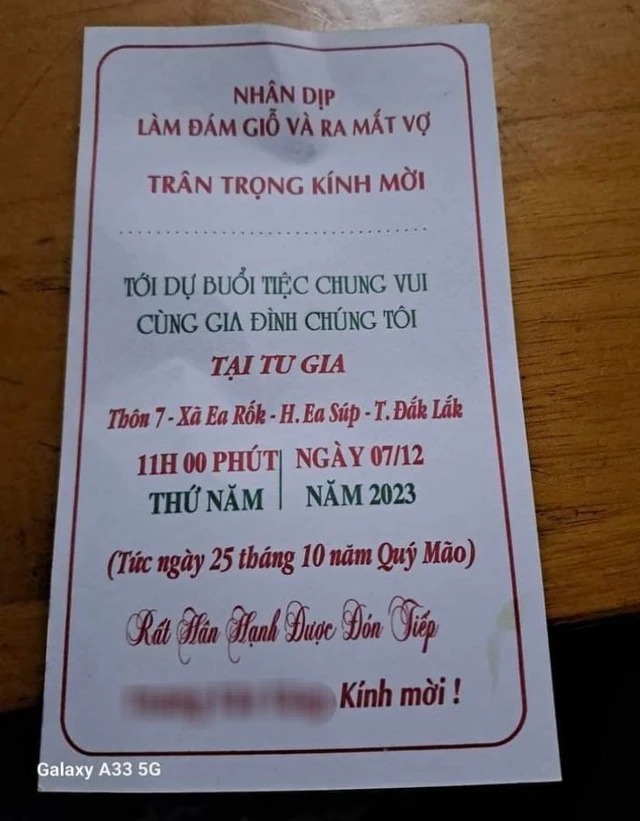 NHÂN DỊP
LÀM ĐÁM GIỖ VÀ RA MẮT VỢ
TRÂN TRỌNG KÍNH MỜI
TỚI DỰ BUỔI TIỆC CHUNG VUI
CÙNG GIA ĐÌNH CHÚNG TÔI
TẠI TƯ GIA
Thôn 7 - Xã Ea Rốk - H. Ea Súp - T. Đắk Lắk
11H 00 PHÚT NGÀY 07/12
THỨ NĂM NĂM 2023
(Tức ngày 25 tháng 10 năm Quý Mão)
Rất Hân Hạnh Được Đón Tiếp
Kính mời !
Galaxy A33 5G